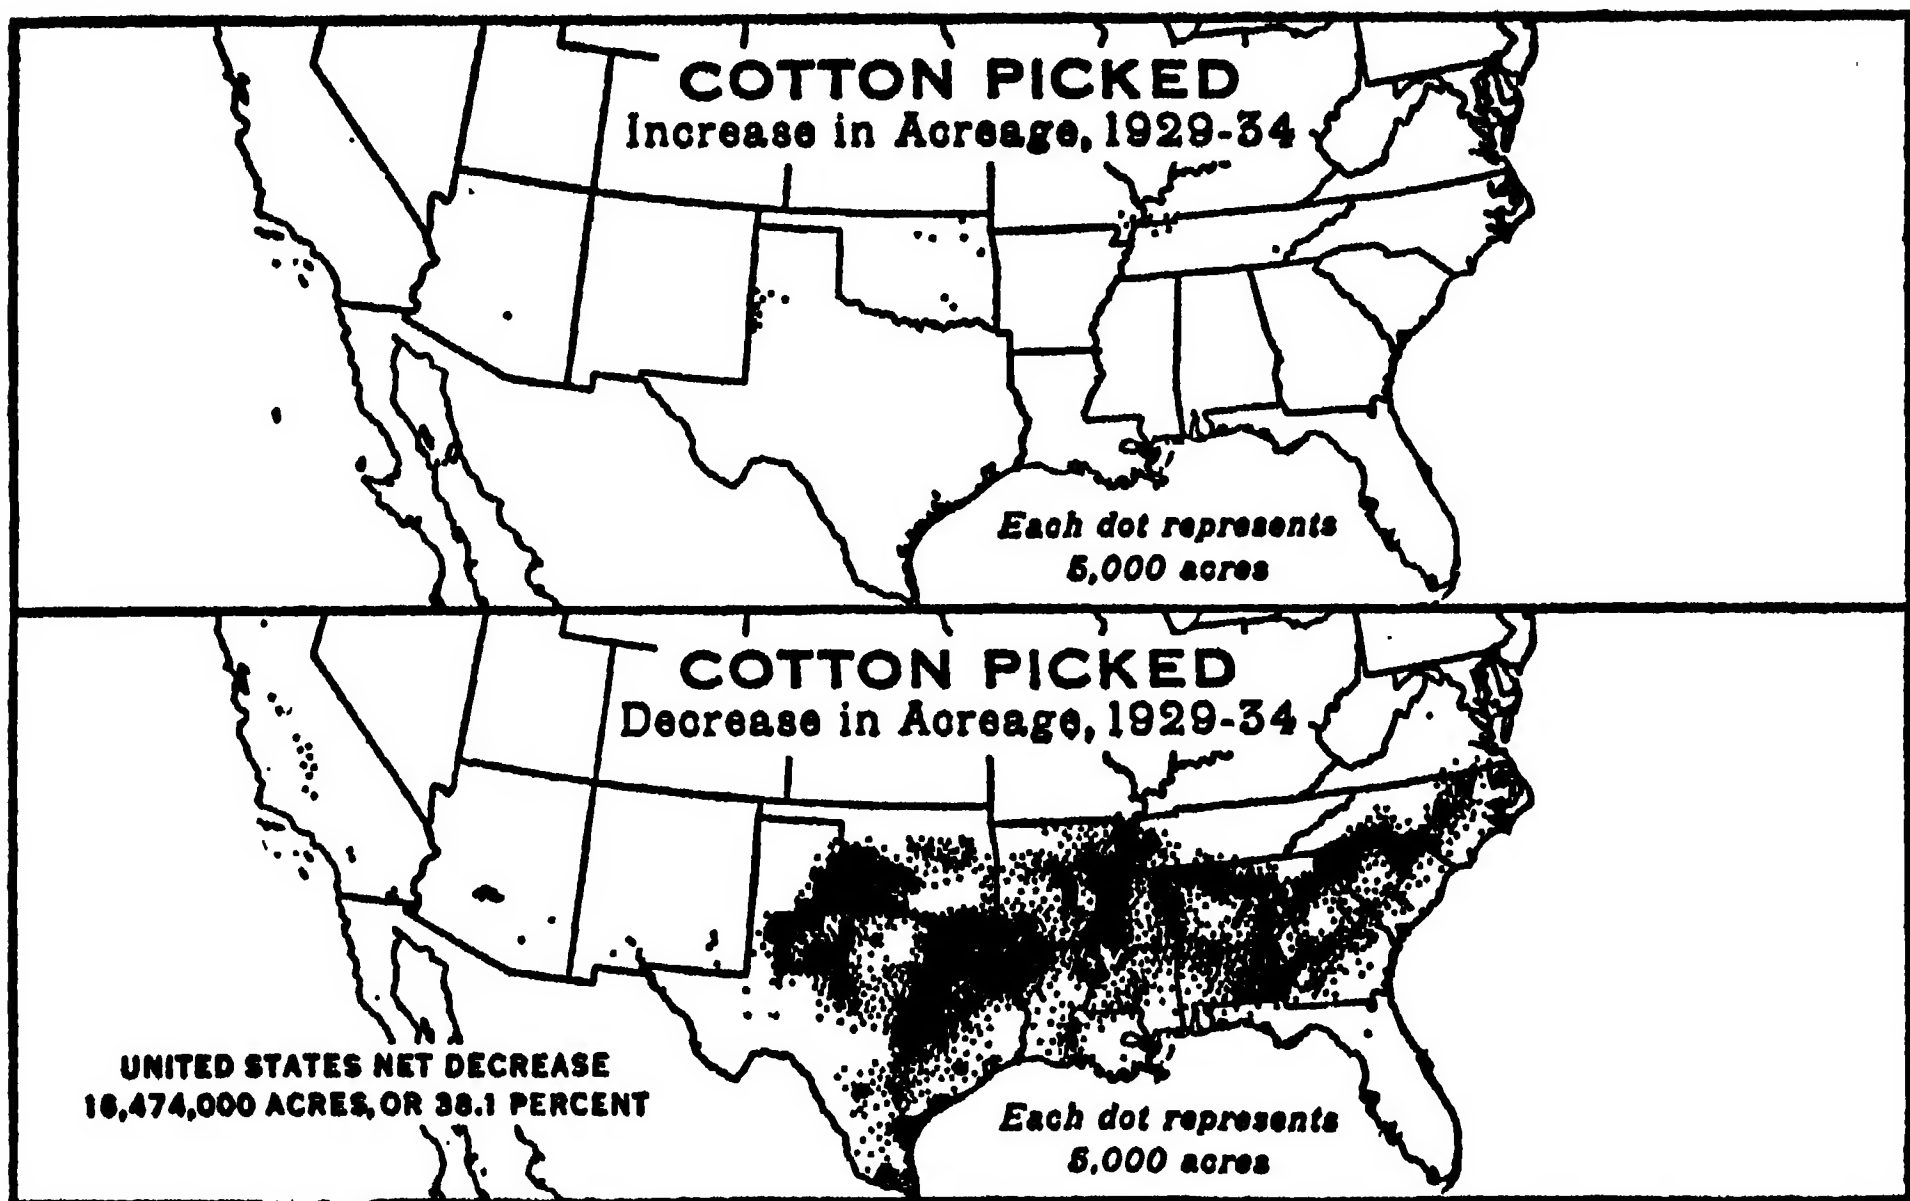 COTTON PICKED
Increase in Acreage, 1929-34
Each dot represents
5,000 acres
COTTON PICKED
Decrease in Acreage, 1929-34
UNITED STATES NET DECREASE
16,474,000 ACRES, OR 38.1 PERCENT
Each dot represents
5,000 acres